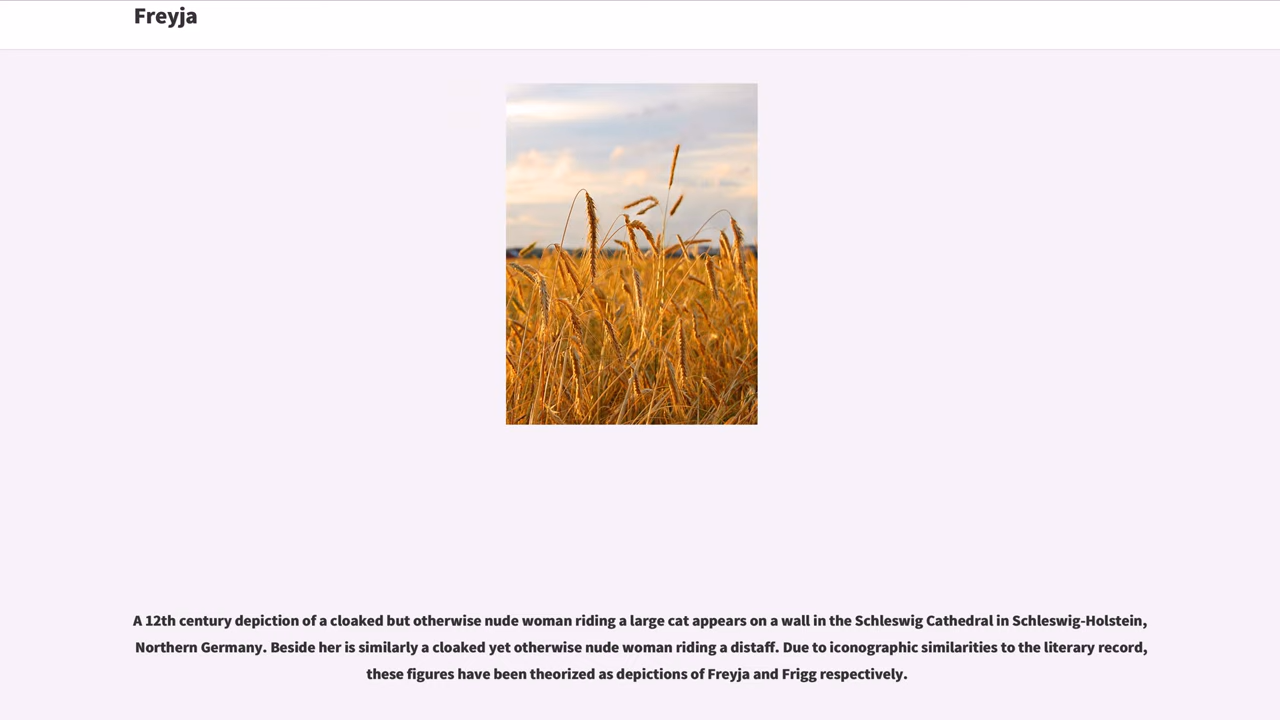 Freyja
A 12th century depiction of a cloaked but otherwise nude woman riding a large cat appears on a wall in the Schleswig Cathedral in Schleswig-Holstein,
Northern Germany. Beside her is similarly a cloaked yet otherwise nude woman riding a distaff. Due to iconographic similarities to the literary record,
these figures have been theorized as depictions of Freyja and Frigg respectively.